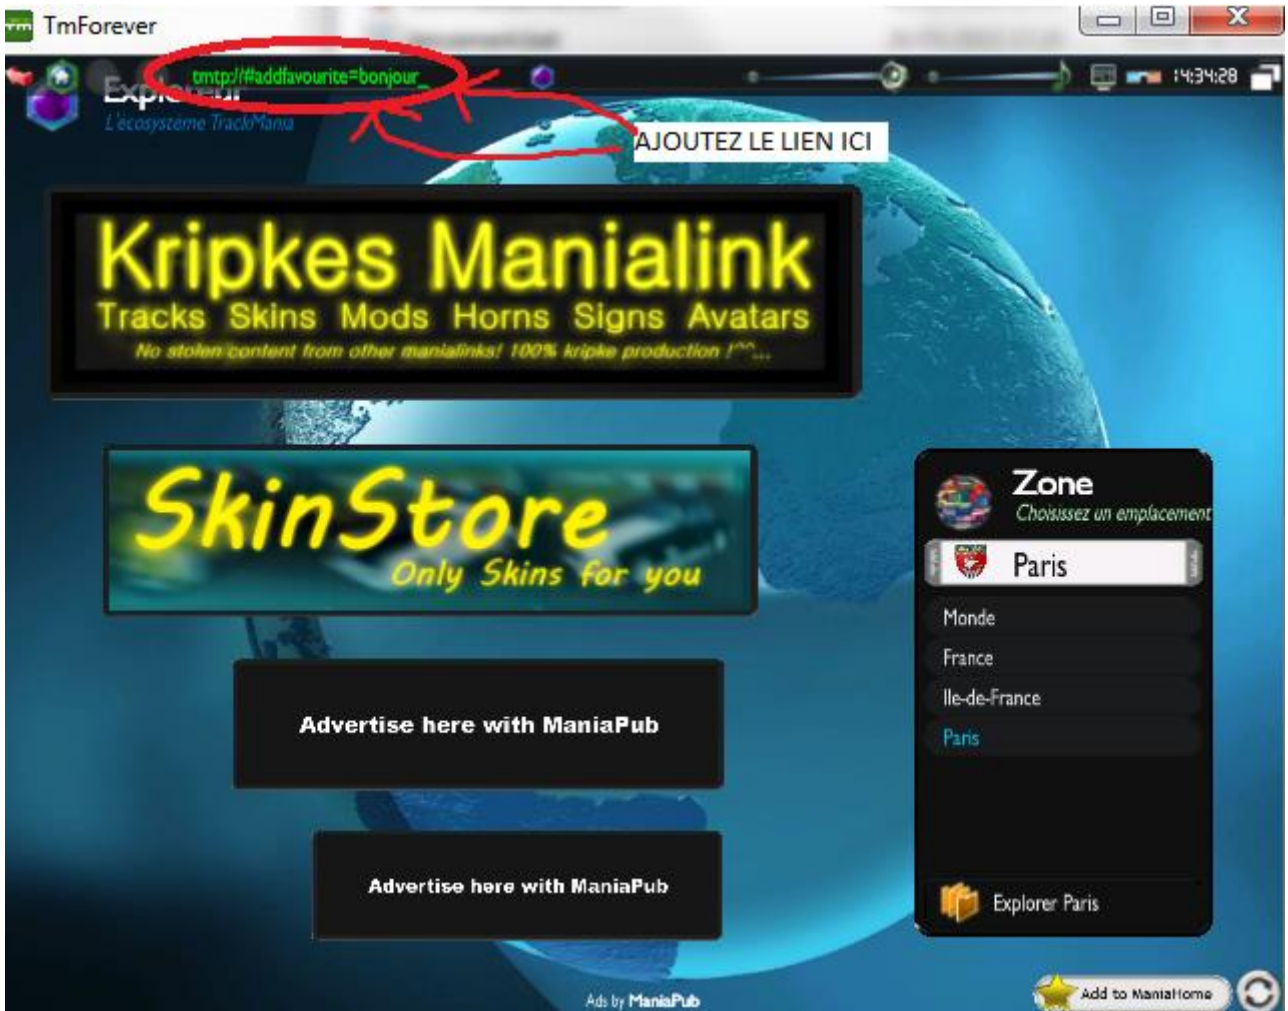 TmForever
tmtp://#addfavourite=bonjour_
14:34:28
Explorateur
L'écosystème TrackMania
AJOUTEZ LE LIEN ICI
Kripkes Manialink
Tracks Skins Mods Horns Signs Avatars
No stolen content from other manialinks! 100% kripke production !^^...
SkinStore
Only Skins for you
Zone
Choisissez un emplacement
Paris
Monde
France
Ile-de-France
Paris
Advertise here with ManiaPub
Advertise here with ManiaPub
Explorer Paris
Add to ManiaHome
Ads by ManiaPub